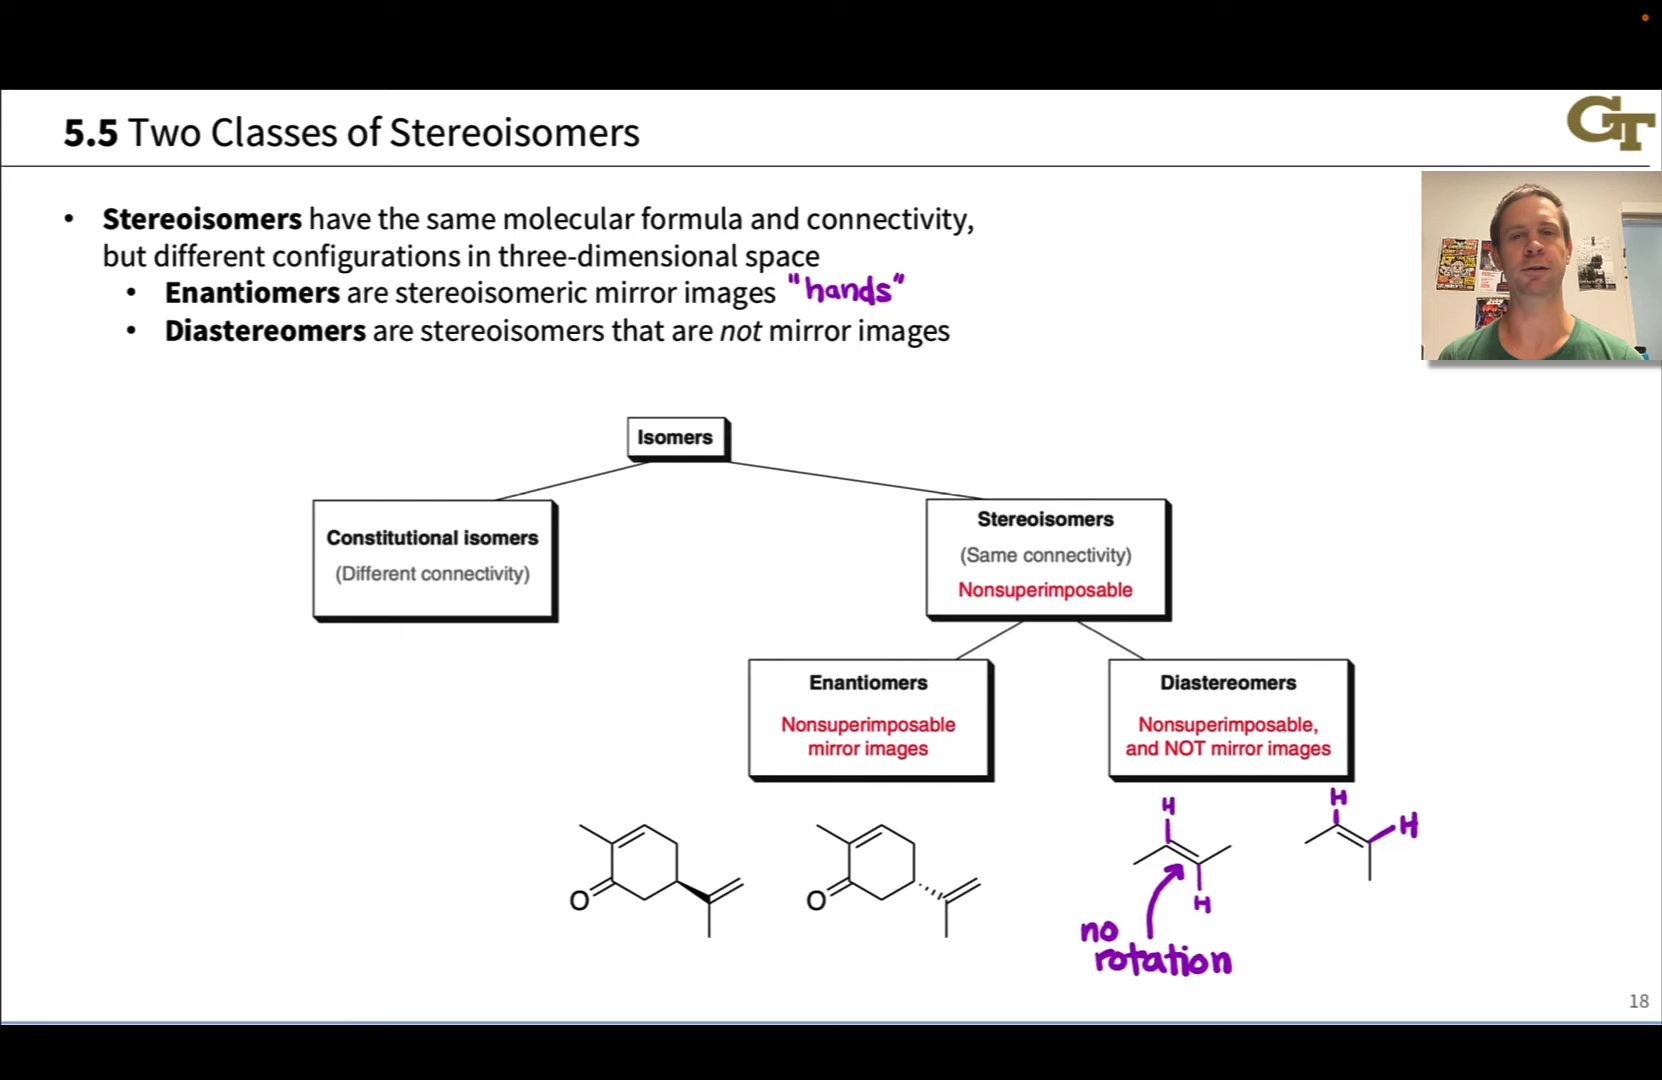 5.5 Two Classes of Stereoisomers
GT
• Stereoisomers have the same molecular formula and connectivity,
but different configurations in three-dimensional space
• Enantiomers are stereoisomeric mirror images "hands"
• Diastereomers are stereoisomers that are not mirror images
Isomers
Constitutional isomers
(Different connectivity)
Stereoisomers
(Same connectivity)
Nonsuperimposable
Enantiomers
Nonsuperimposable
mirror images
Diastereomers
Nonsuperimposable,
and NOT mirror images
O
O
H
H
H
H
no
rotation
18